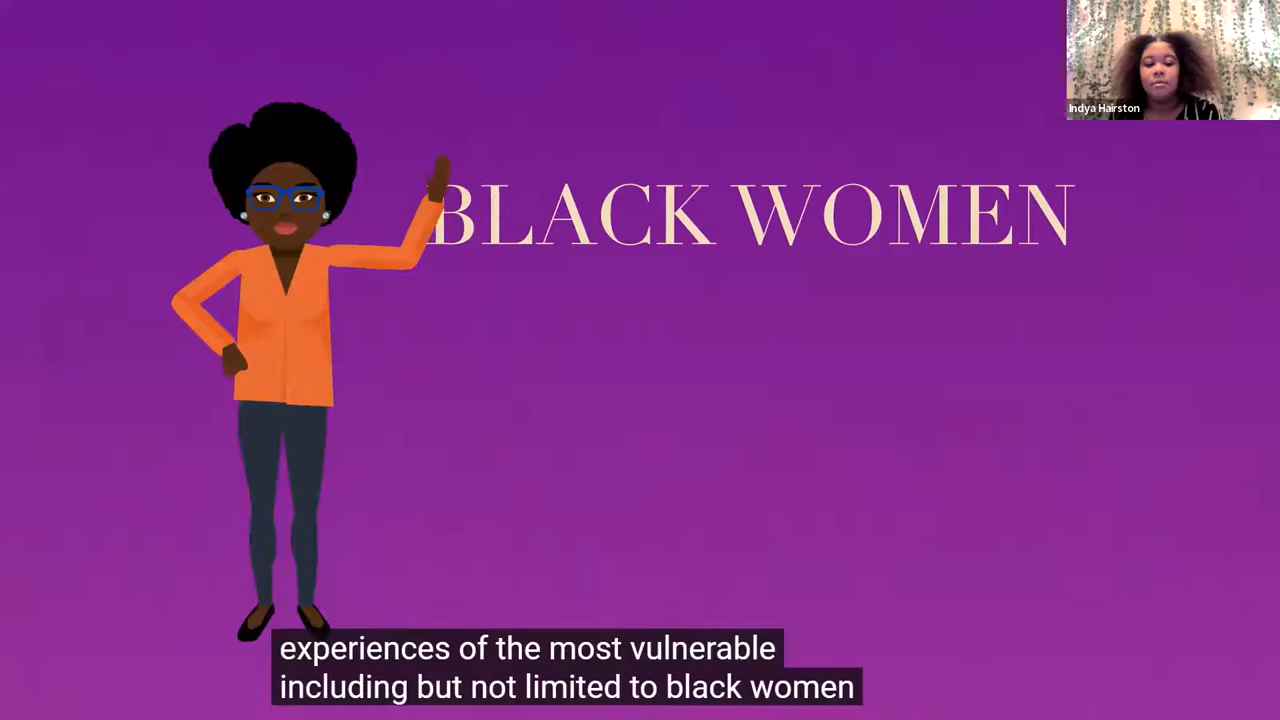 Indya Hairston
BLACK WOMEN
experiences of the most vulnerable
including but not limited to black women